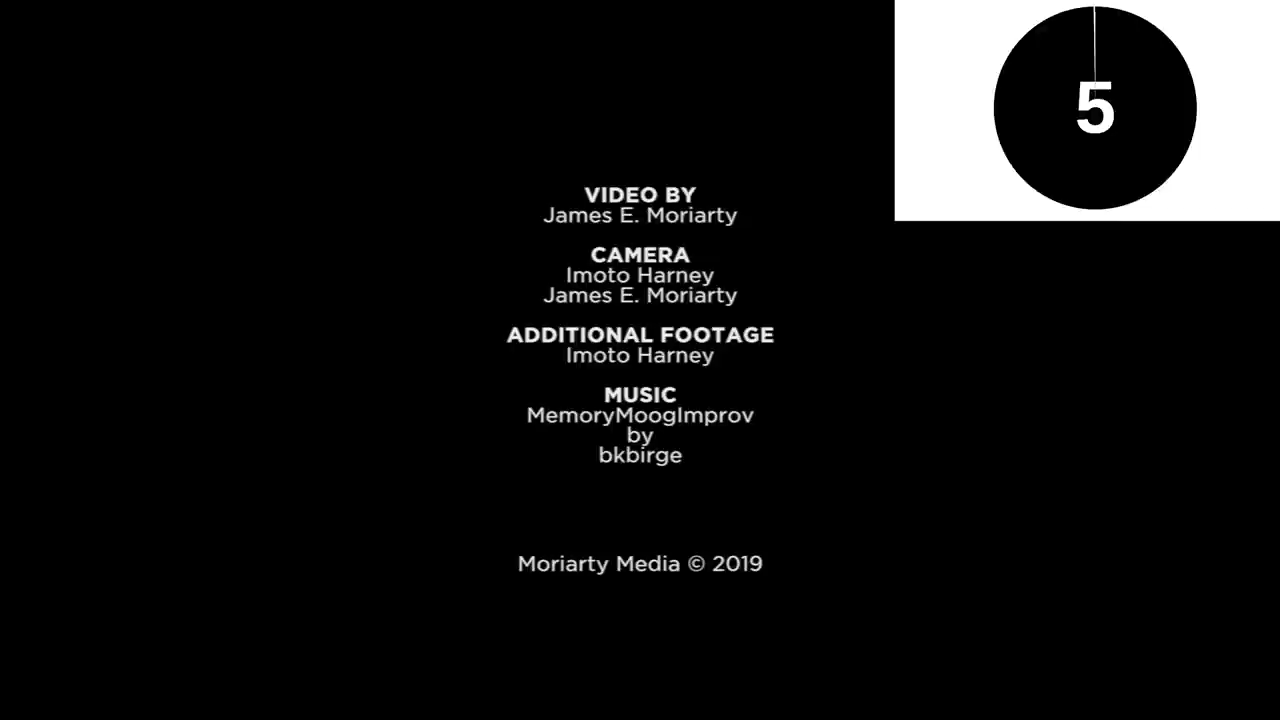 5
VIDEO BY
James E. Moriarty
CAMERA
Imoto Harney
James E. Moriarty
ADDITIONAL FOOTAGE
Imoto Harney
MUSIC
MemoryMoogImprov
by
bkbirge
Moriarty Media © 2019